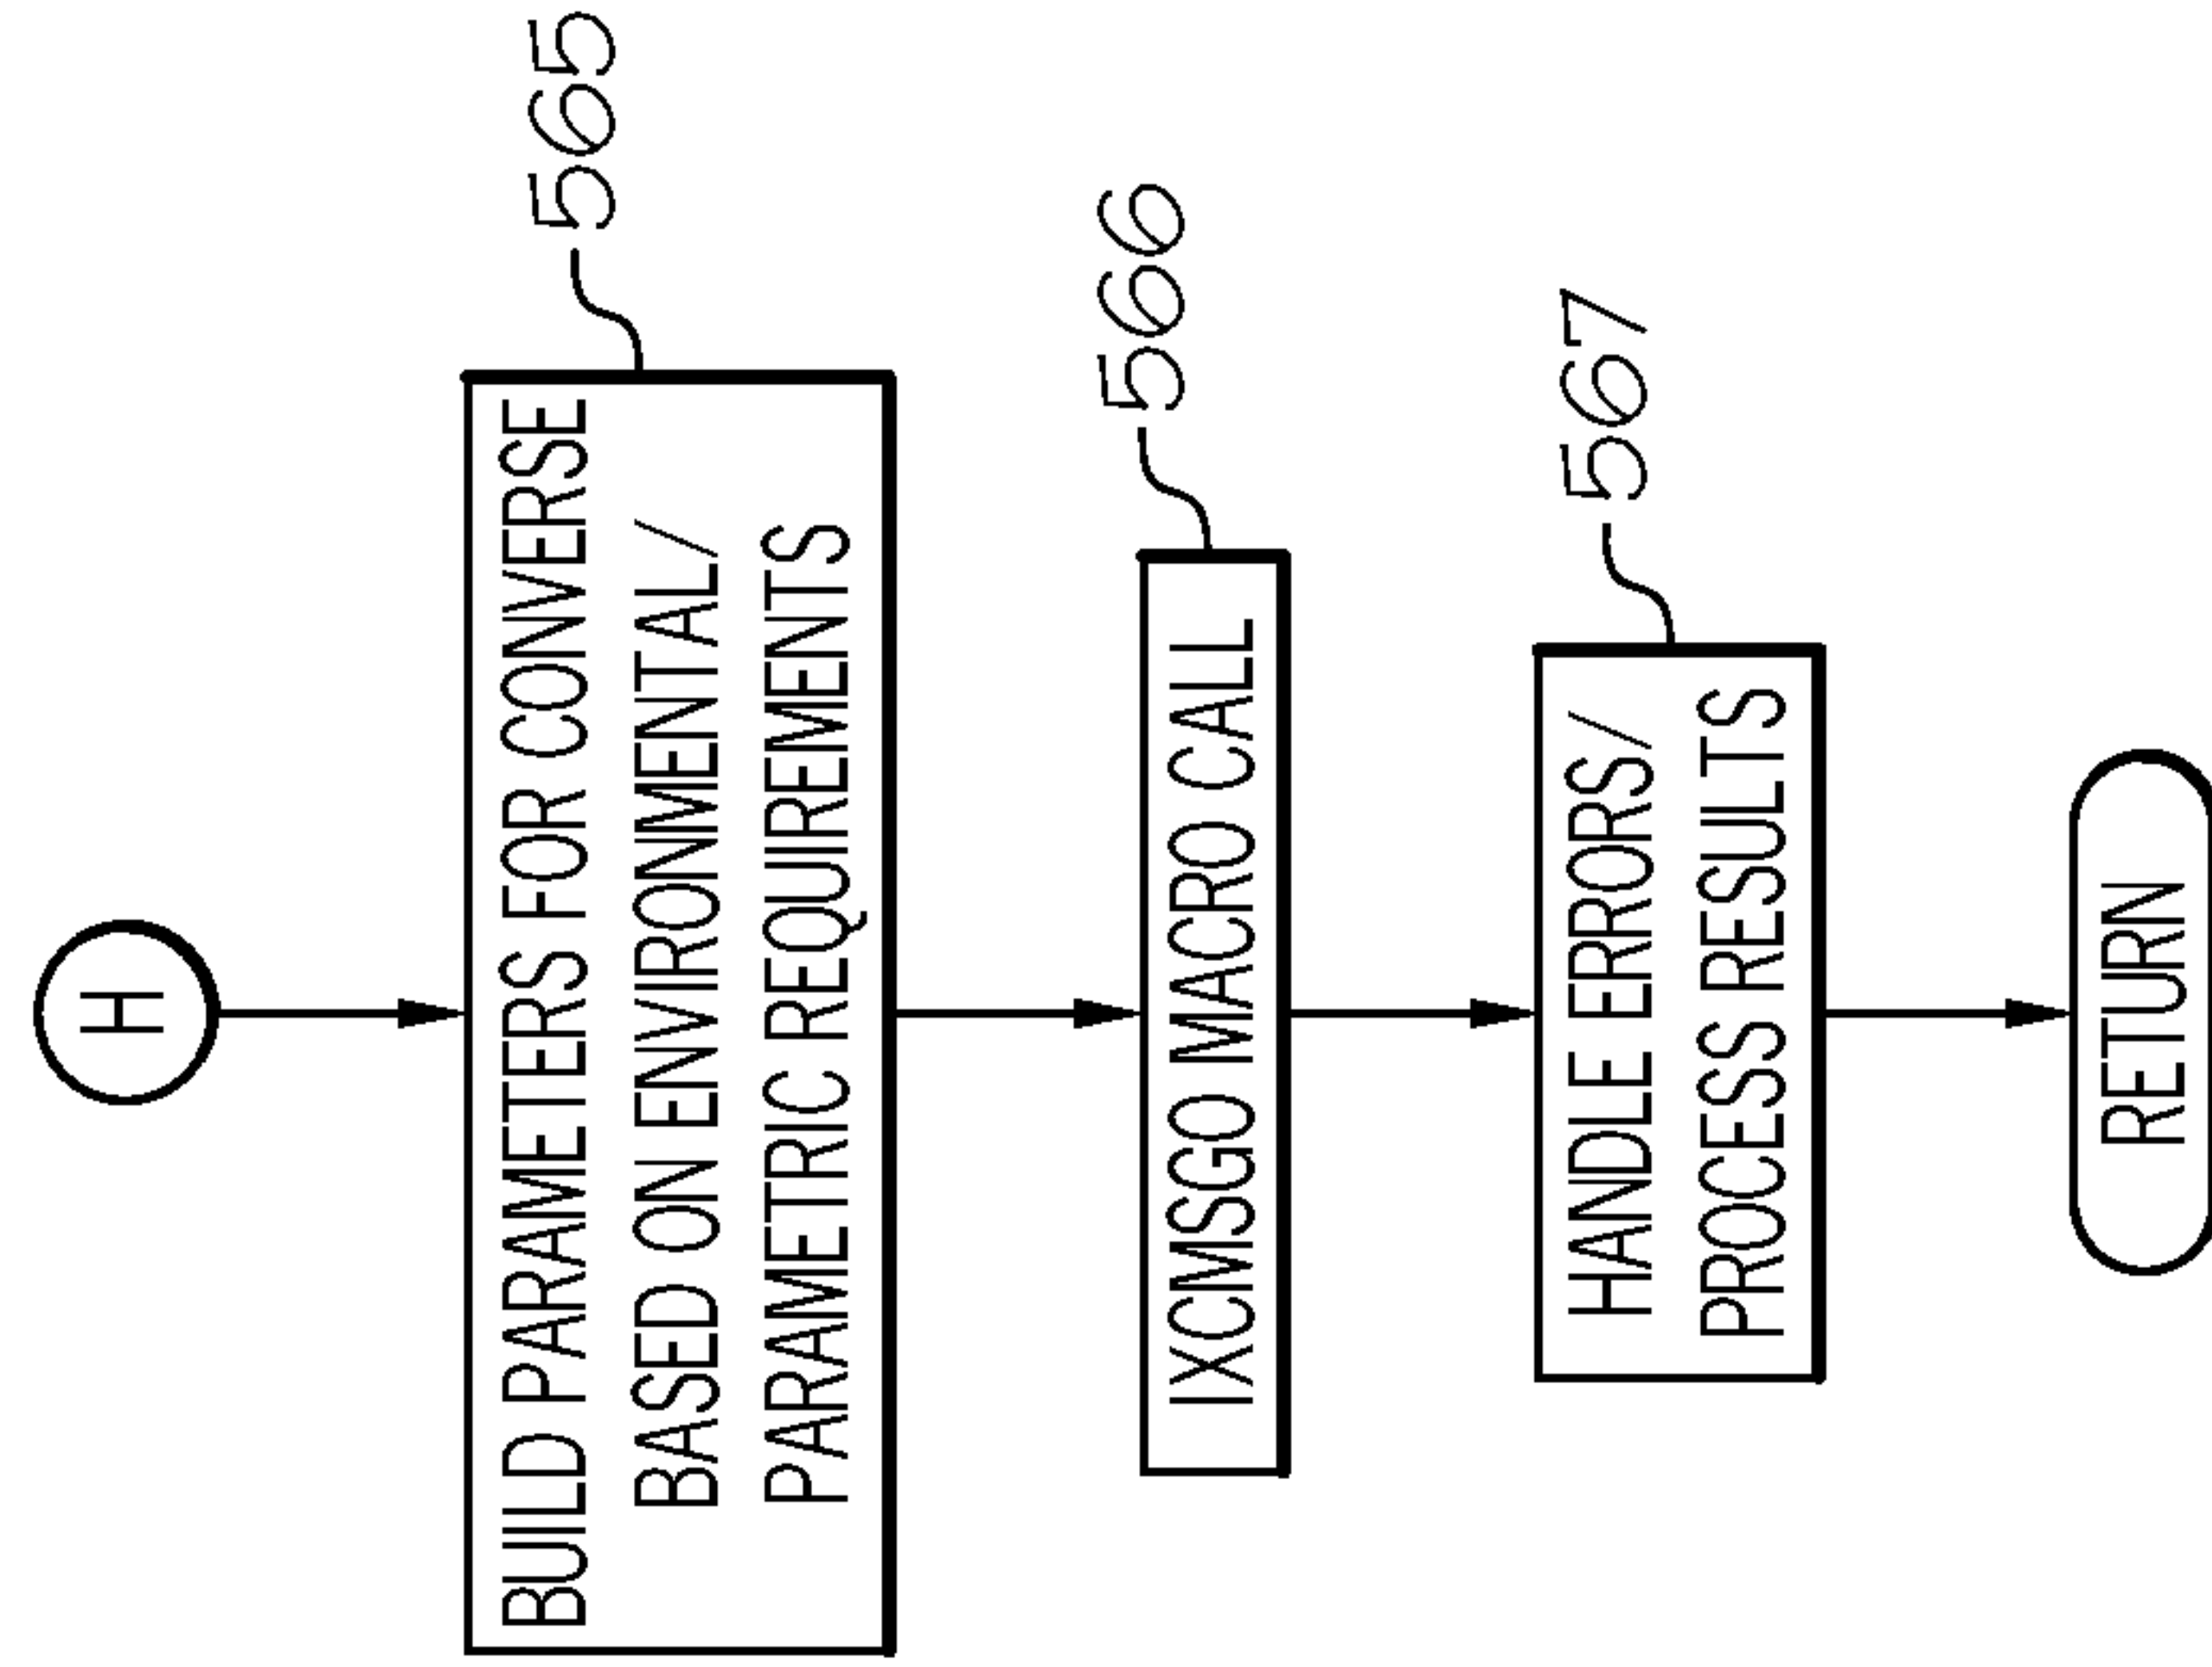 H
BUILD PARAMETERS FOR CONVERSE
BASED ON ENVIRONMENTAL/
PARAMETRIC REQUIREMENTS
565
IXCMSGO MACRO CALL
566
HANDLE ERRORS/
PROCESS RESULTS
567
RETURN